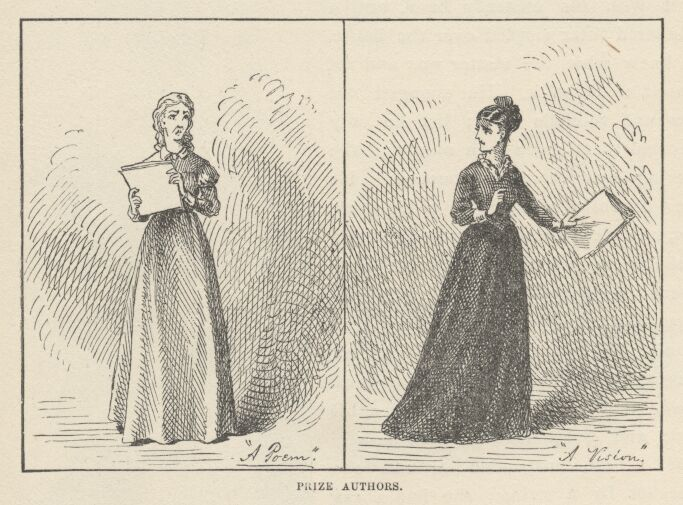 "A Poem".
"A Vision".
PRIZE AUTHORS.